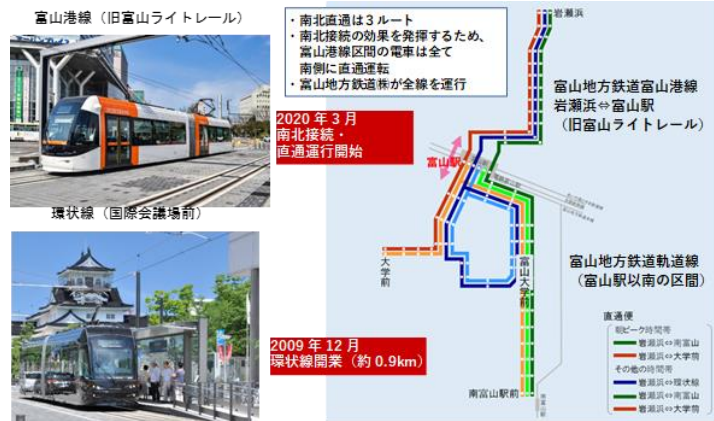 富山港線（旧富山ライトレール）
環状線（国際会議場前）
・南北直通は３ルート
・南北接続の効果を発揮するため、
富山港線区間の電車は全て
南側に直通運転
・富山地方鉄道㈱が全線を運行
2020 年 3 月
南北接続・
直通運行開始
2009 年 12 月
環状線開業（約 0.9km）
岩瀬浜
富山地方鉄道富山港線
岩瀬浜⇔富山駅
（旧富山ライトレール）
富山駅
大学前
富山大学前
富山地方鉄道軌道線
（富山駅以南の区間）
南富山駅前
南富山駅
直通便
朝ピーク時間帯
岩瀬浜⇔南富山
岩瀬浜⇔大学前
その他の時間帯
岩瀬浜⇔環状線
岩瀬浜⇔南富山
岩瀬浜⇔大学前